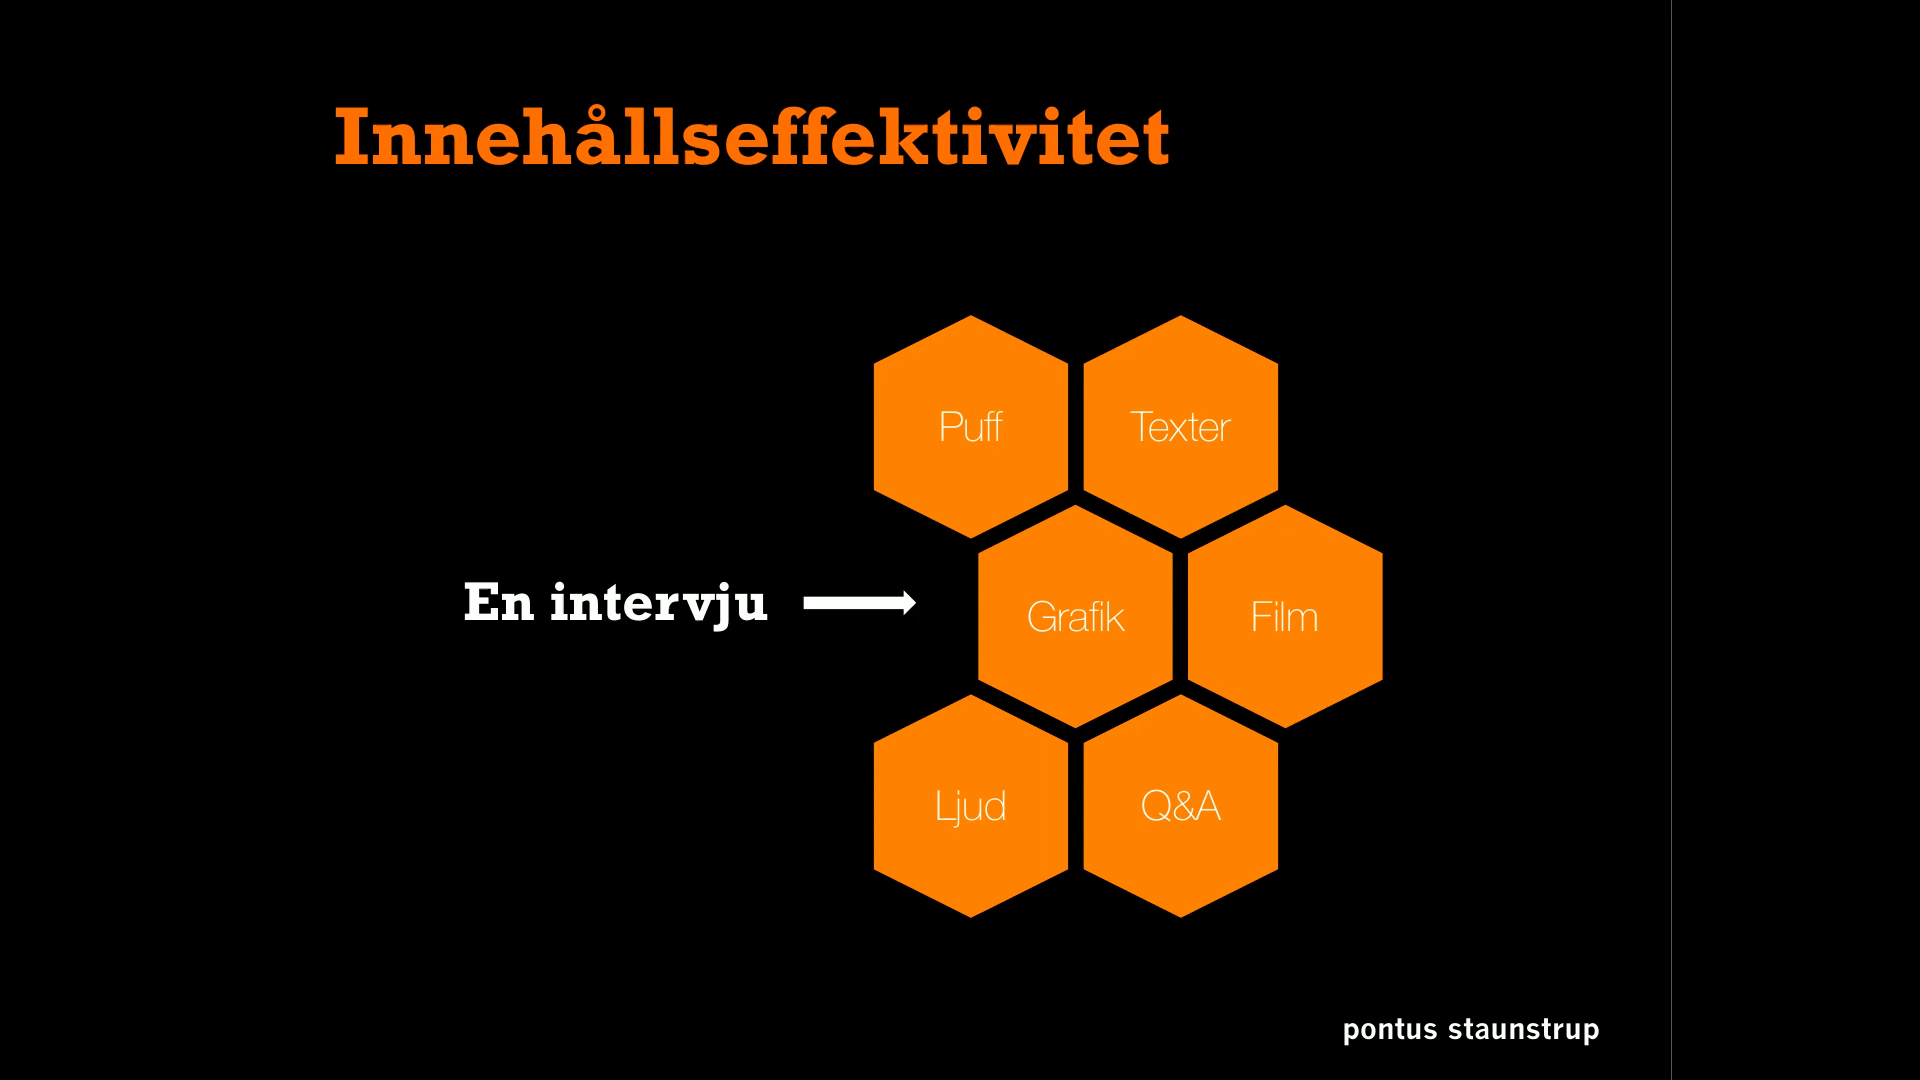 Innehållseffektivitet
Puff
Texter
En intervju
Grafik
Film
Ljud
Q&A
pontus staunstrup